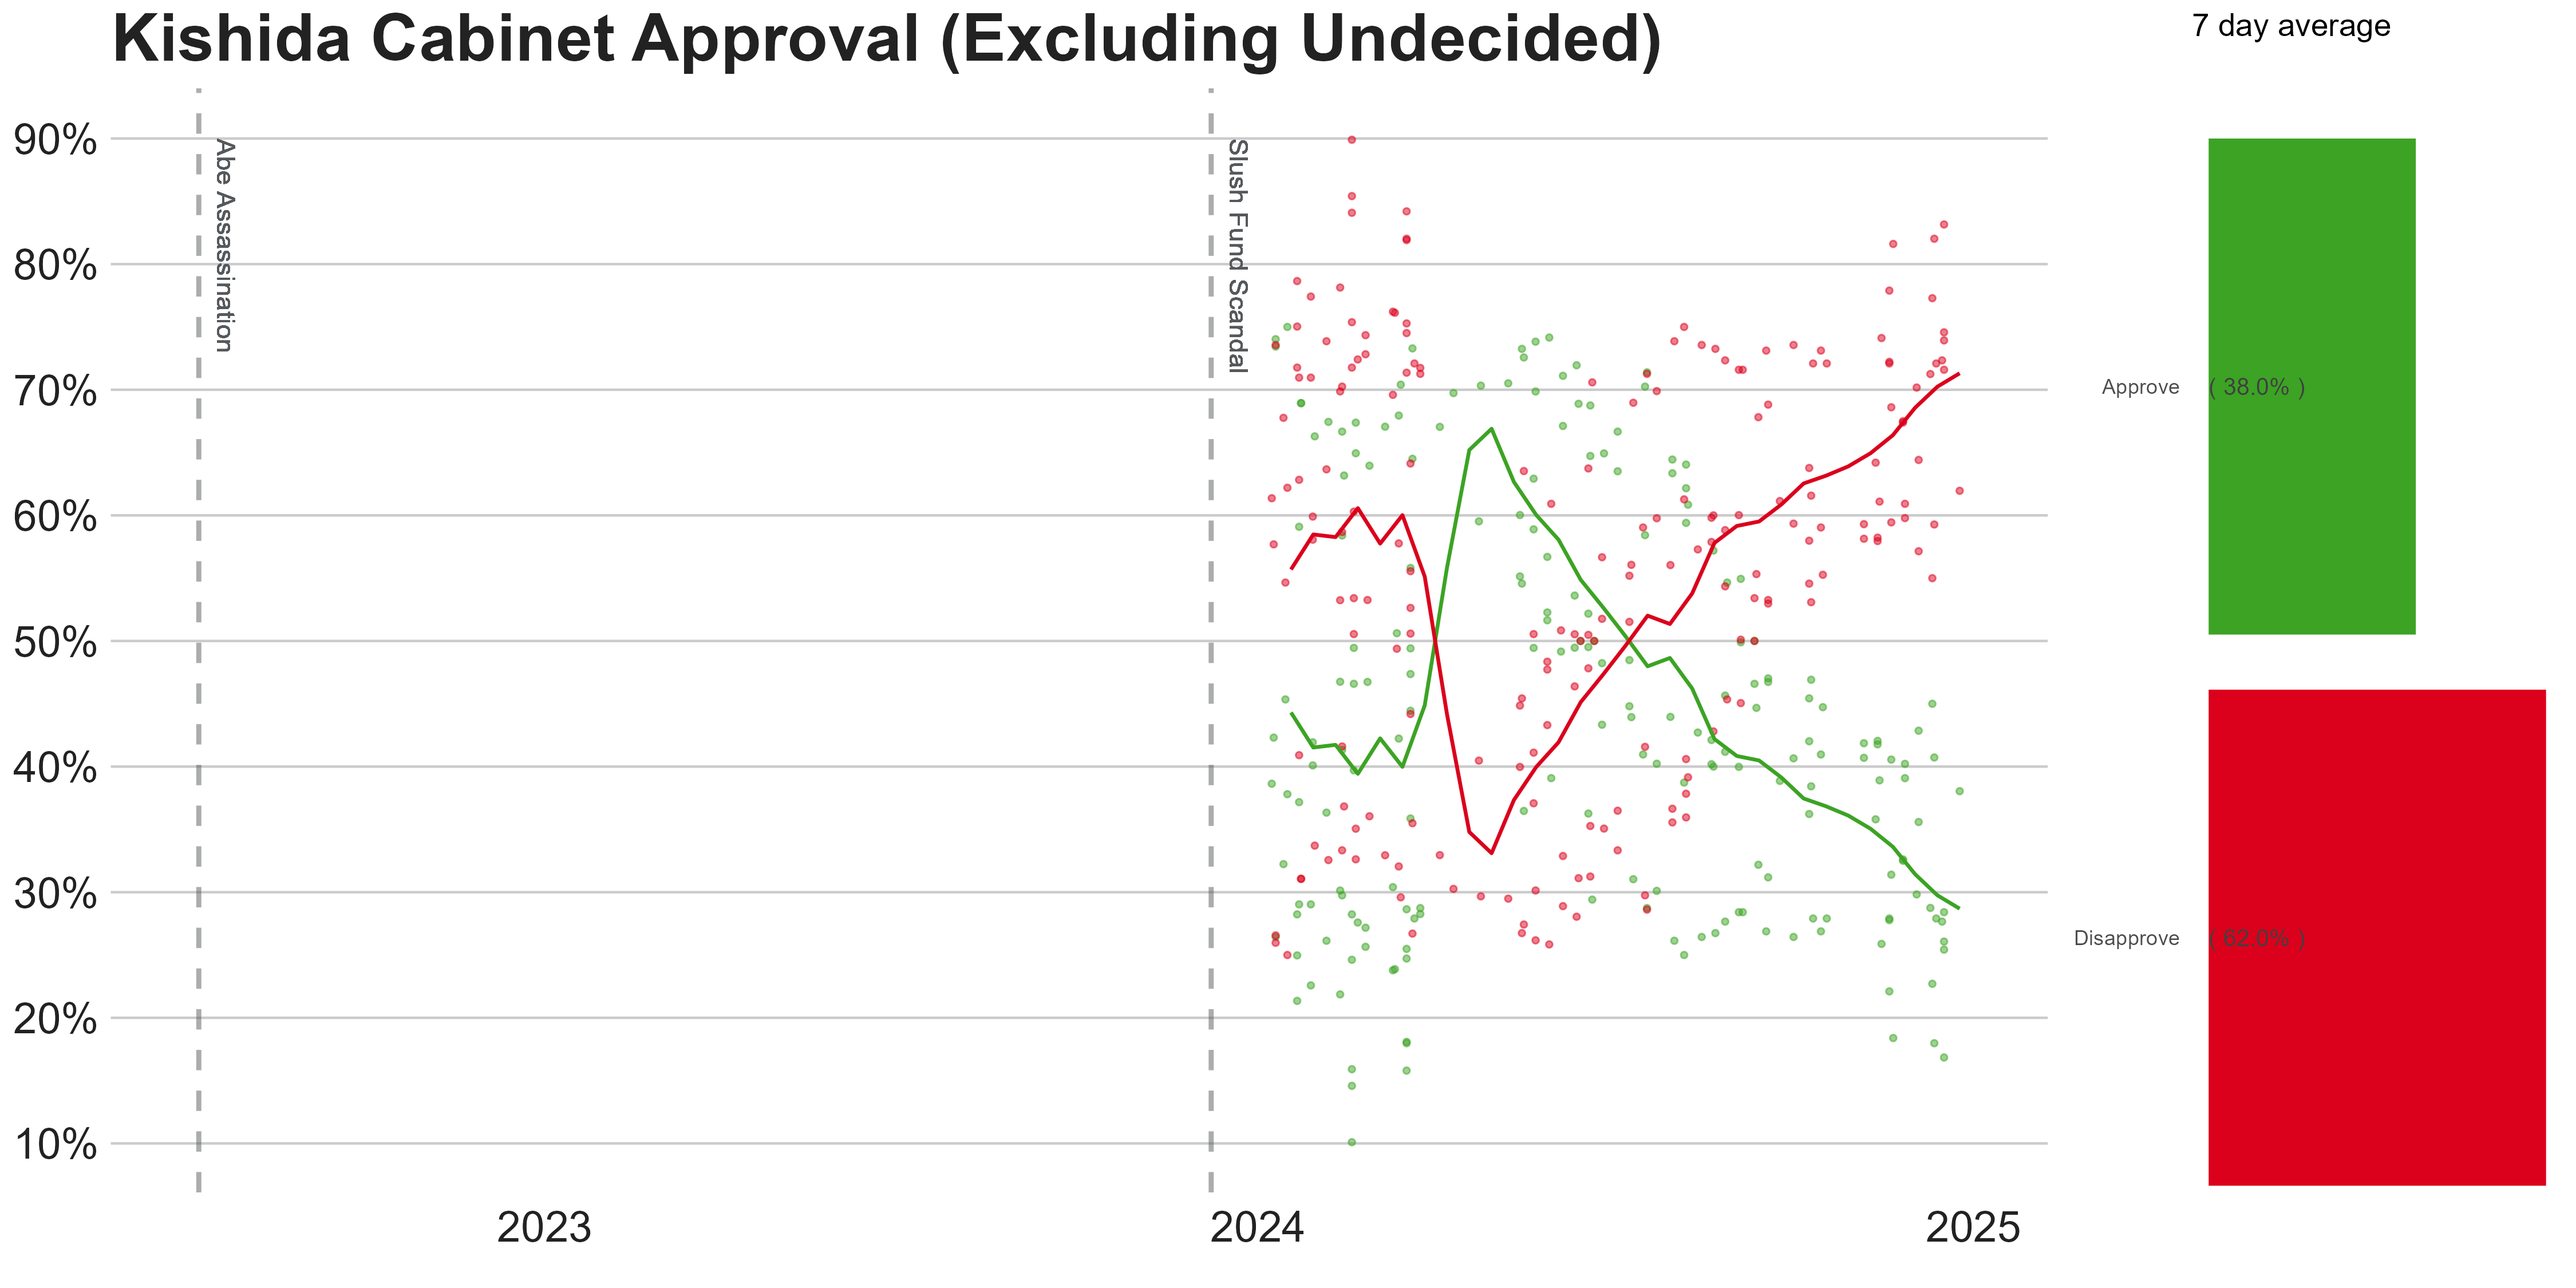 Kishida Cabinet Approval (Excluding Undecided)
7 day average
90%
80%
70%
60%
50%
40%
30%
20%
10%
Abe Assassination
Slush Fund Scandal
2023
2024
2025
Approve ( 38.0% )
Disapprove ( 62.0% )